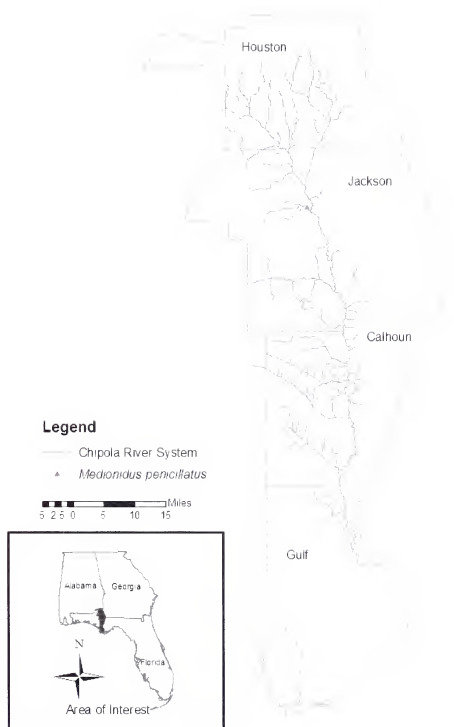 Houston
Jackson
Calhoun
Gulf
Legend
Chipola River System
Medionidus penicillatus
Miles
5 2 5 0 5 10 15
Alabama
Georgia
Florida
N
Area of Interest